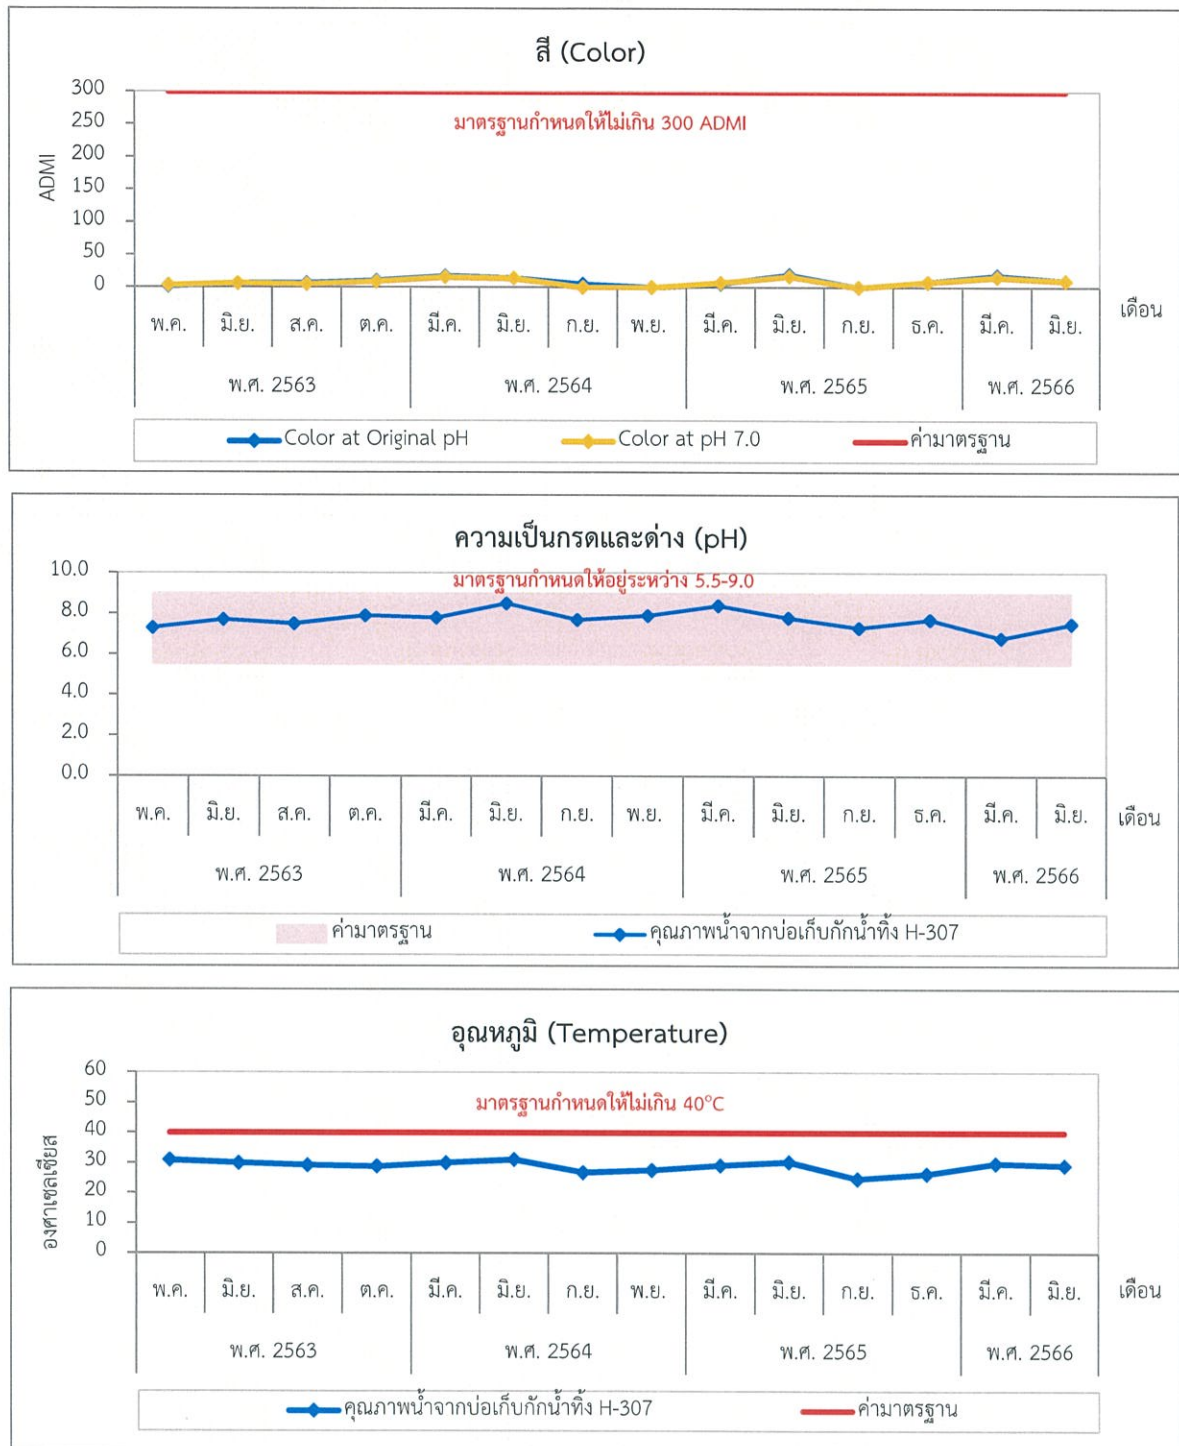 สี (Color)
300
250
200
150
100
50
0
ADMI
มาตรฐานกำหนดให้ไม่เกิน 300 ADMI
พ.ค. มิ.ย. ส.ค. ต.ค. มี.ค. มิ.ย. ก.ย. พ.ย. มี.ค. มิ.ย. ก.ย. ธ.ค. มี.ค. มิ.ย. เดือน
พ.ศ. 2563 พ.ศ. 2564 พ.ศ. 2565 พ.ศ. 2566
Color at Original pH Color at pH 7.0 ค่ามาตรฐาน
ความเป็นกรดและด่าง (pH)
มาตรฐานกำหนดให้อยู่ระหว่าง 5.5-9.0
10.0
8.0
6.0
4.0
2.0
0.0
พ.ค. มิ.ย. ส.ค. ต.ค. มี.ค. มิ.ย. ก.ย. พ.ย. มี.ค. มิ.ย. ก.ย. ธ.ค. มี.ค. มิ.ย. เดือน
พ.ศ. 2563 พ.ศ. 2564 พ.ศ. 2565 พ.ศ. 2566
ค่ามาตรฐาน คุณภาพน้ำจากบ่อเก็บกักน้ำทิ้ง H-307
อุณหภูมิ (Temperature)
60
50
40
30
20
10
0
องศาเซลเซียส
มาตรฐานกำหนดให้ไม่เกิน 40°C
พ.ค. มิ.ย. ส.ค. ต.ค. มี.ค. มิ.ย. ก.ย. พ.ย. มี.ค. มิ.ย. ก.ย. ธ.ค. มี.ค. มิ.ย. เดือน
พ.ศ. 2563 พ.ศ. 2564 พ.ศ. 2565 พ.ศ. 2566
คุณภาพน้ำจากบ่อเก็บกักน้ำทิ้ง H-307 ค่ามาตรฐาน